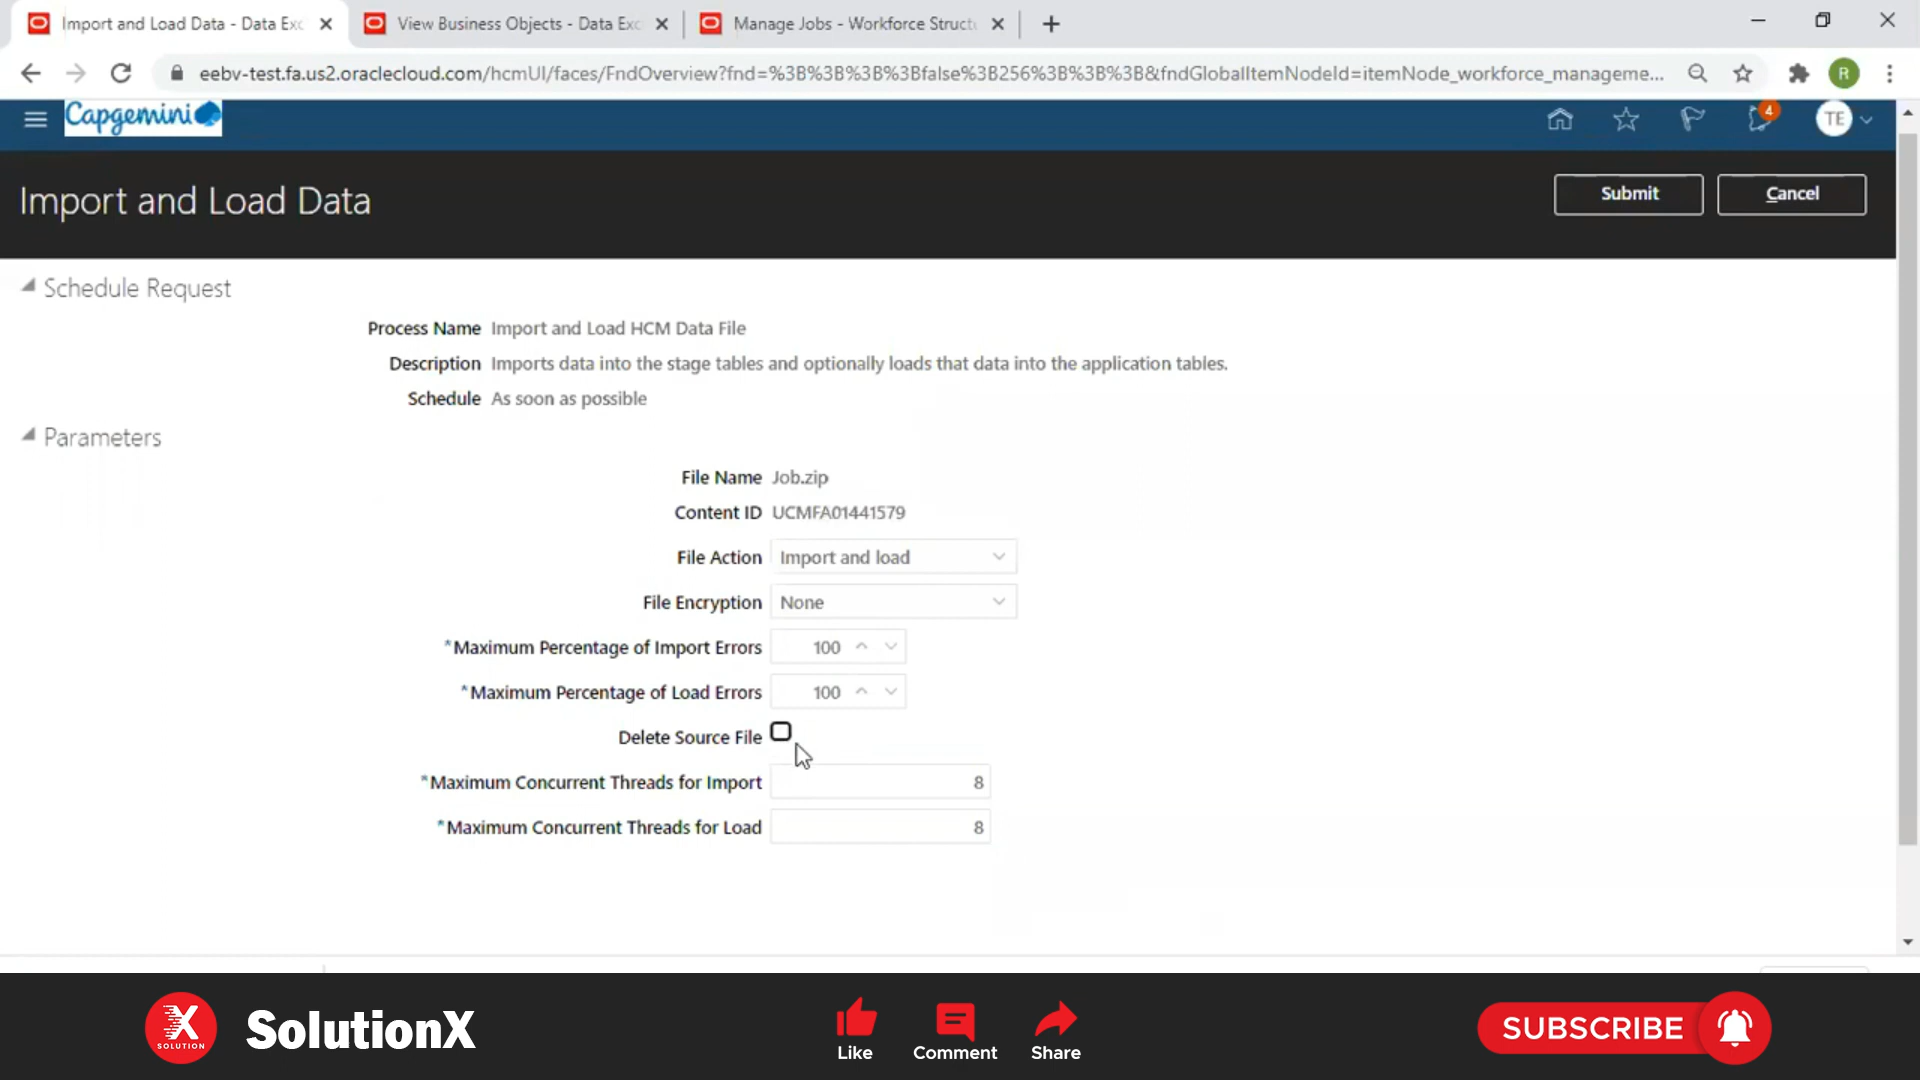 Import and Load Data - Data Exc
View Business Objects - Data Exc
Manage Jobs - Workforce Structu
eebv-test.fa.us2.oraclecloud.com/hcmUI/faces/FndOverview?fnd=%3B%3B%3B%3Bfalse%3B256%3B%3B%3B&fndGlobalItemNodeId=itemNode_workforce_manageme...
R
Capgemini
4
TE
Import and Load Data
Submit
Cancel
Schedule Request
Process Name Import and Load HCM Data File
Description Imports data into the stage tables and optionally loads that data into the application tables.
Schedule As soon as possible
Parameters
File Name Job.zip
Content ID UCMFA01441579
File Action Import and load
File Encryption None
*Maximum Percentage of Import Errors 100
*Maximum Percentage of Load Errors 100
Delete Source File
*Maximum Concurrent Threads for Import 8
*Maximum Concurrent Threads for Load 8
X
SOLUTION
SolutionX
Like
Comment
Share
SUBSCRIBE